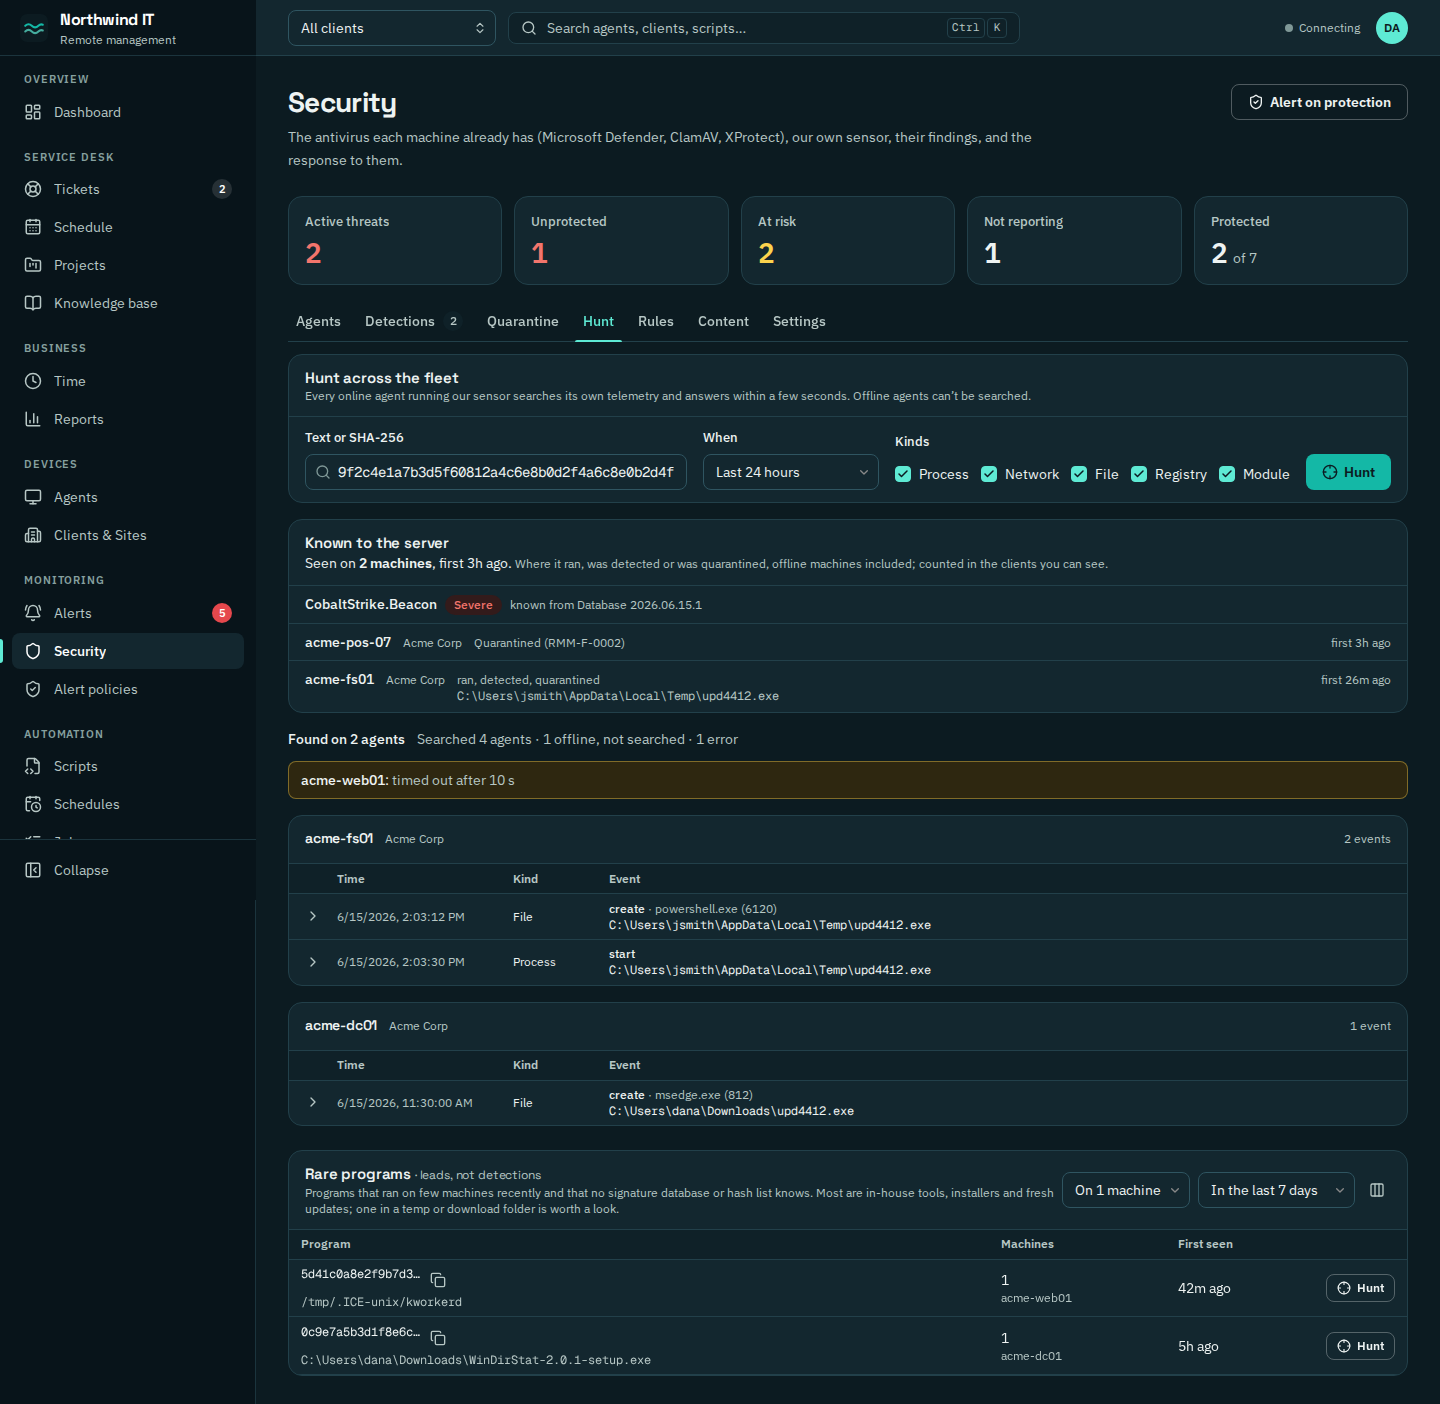 Northwind IT
Remote management
All clients
Search agents, clients, scripts...
Ctrl K
Connecting
DA
OVERVIEW
Dashboard
SERVICE DESK
Tickets 2
Schedule
Projects
Knowledge base
BUSINESS
Time
Reports
DEVICES
Agents
Clients & Sites
MONITORING
Alerts 5
Security
Alert policies
AUTOMATION
Scripts
Schedules
Collapse
Security
Alert on protection
The antivirus each machine already has (Microsoft Defender, ClamAV, XProtect), our own sensor, their findings, and the
response to them.
Active threats
2
Unprotected
1
At risk
2
Not reporting
1
Protected
2 of 7
Agents Detections 2 Quarantine Hunt Rules Content Settings
Hunt across the fleet
Every online agent running our sensor searches its own telemetry and answers within a few seconds. Offline agents can't be searched.
Text or SHA-256
9f2c4e1a7b3d5f60812a4c6e8b0d2f4a6c8e0b2d4f
When
Last 24 hours
Kinds
Process Network File Registry Module
Hunt
Known to the server
Seen on 2 machines, first 3h ago. Where it ran, was detected or was quarantined, offline machines included; counted in the clients you can see.
CobaltStrike.Beacon Severe known from Database 2026.06.15.1
acme-pos-07 Acme Corp Quarantined (RMM-F-0002) first 3h ago
acme-fs01 Acme Corp ran, detected, quarantined first 26m ago
C:\Users\jsmith\AppData\Local\Temp\upd4412.exe
Found on 2 agents Searched 4 agents · 1 offline, not searched · 1 error
acme-web01: timed out after 10 s
acme-fs01 Acme Corp 2 events
Time Kind Event
6/15/2026, 2:03:12 PM File create · powershell.exe (6120)
C:\Users\jsmith\AppData\Local\Temp\upd4412.exe
6/15/2026, 2:03:30 PM Process start
C:\Users\jsmith\AppData\Local\Temp\upd4412.exe
acme-dc01 Acme Corp 1 event
Time Kind Event
6/15/2026, 11:30:00 AM File create · msedge.exe (812)
C:\Users\dana\Downloads\upd4412.exe
Rare programs · leads, not detections
Programs that ran on few machines recently and that no signature database or hash list knows. Most are in-house tools, installers and fresh
updates; one in a temp or download folder is worth a look.
On 1 machine
In the last 7 days
Program Machines First seen
5d41c0a8e2f9b7d3… 1 42m ago Hunt
/tmp/.ICE-unix/kworkerd acme-web01
0c9e7a5b3d1f8e6c… 1 5h ago Hunt
C:\Users\dana\Downloads\WinDirStat-2.0.1-setup.exe acme-dc01